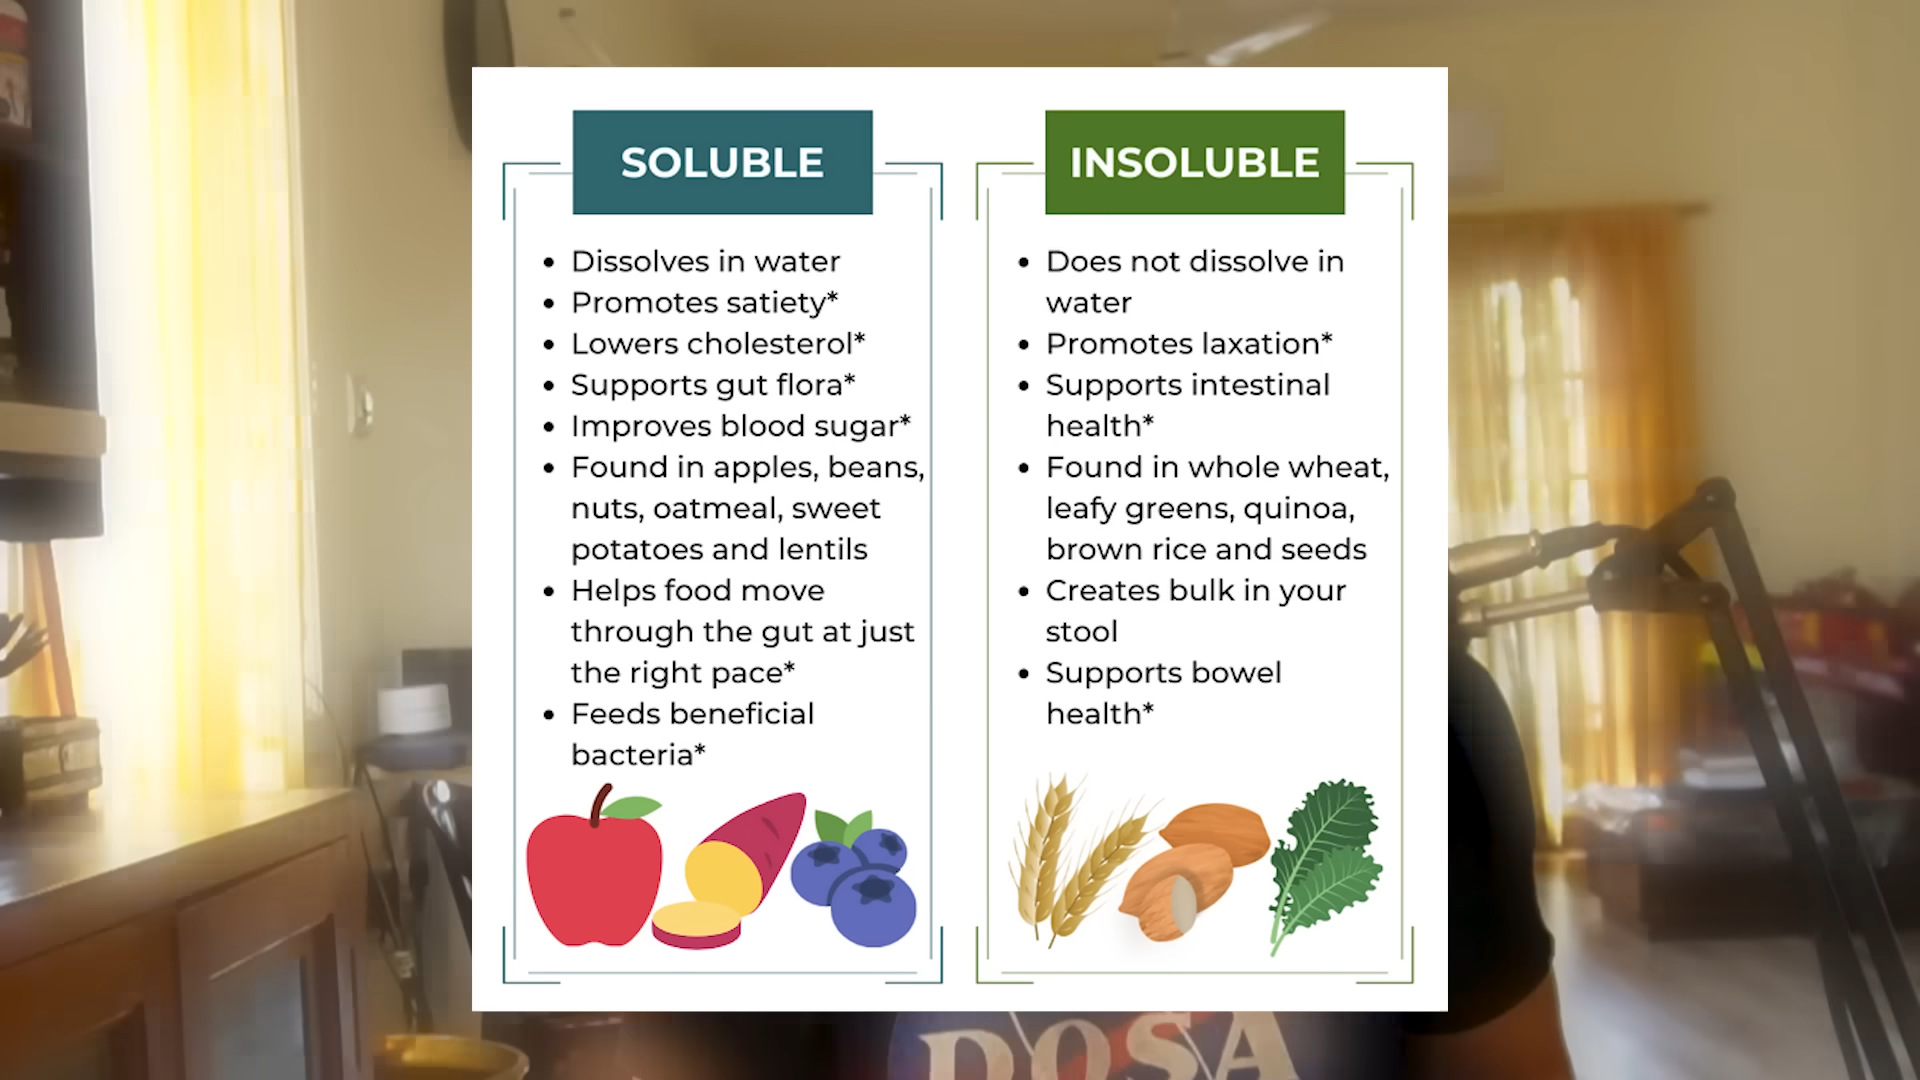 SOLUBLE
• Dissolves in water
• Promotes satiety*
• Lowers cholesterol*
• Supports gut flora*
• Improves blood sugar*
• Found in apples, beans,
nuts, oatmeal, sweet
potatoes and lentils
• Helps food move
through the gut at just
the right pace*
• Feeds beneficial
bacteria*
INSOLUBLE
• Does not dissolve in
water
• Promotes laxation*
• Supports intestinal
health*
• Found in whole wheat,
leafy greens, quinoa,
brown rice and seeds
• Creates bulk in your
stool
• Supports bowel
health*
DOSA